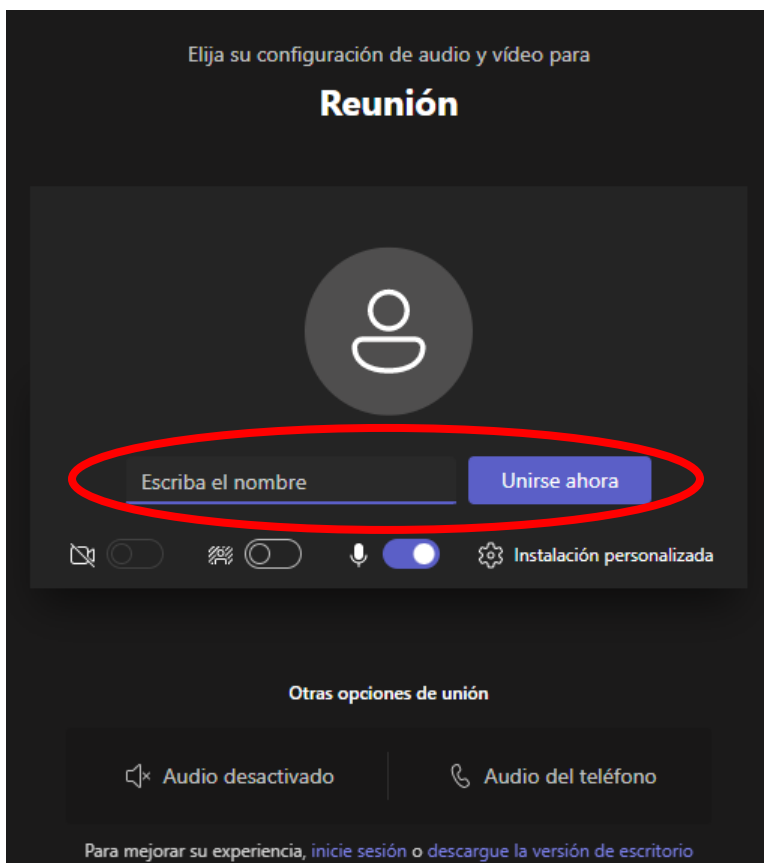 Elija su configuración de audio y vídeo para
Reunión
Escriba el nombre
Unirse ahora
Instalación personalizada
Otras opciones de unión
Audio desactivado
Audio del teléfono
Para mejorar su experiencia, inicie sesión o descargue la versión de escritorio